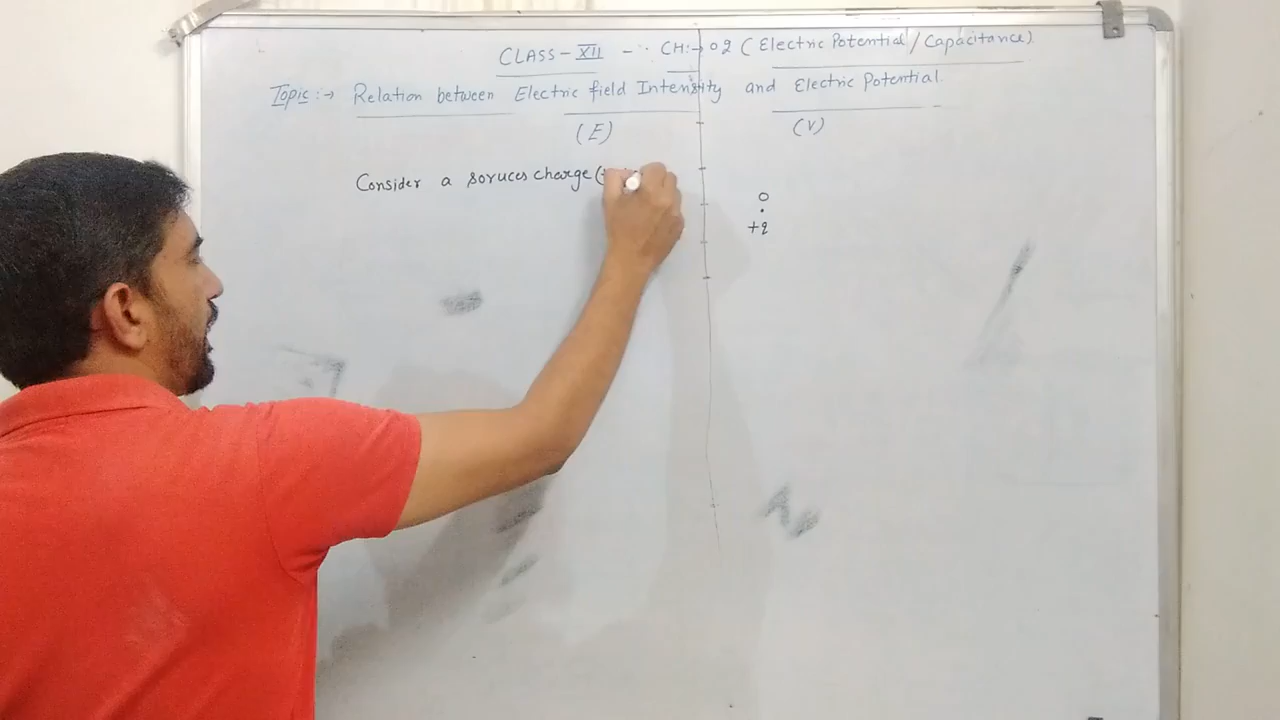 CLASS-XII - CH:→02 (Electric Potential / Capacitance)
Topic:→ Relation between Electric field Intensity and Electric Potential
(E) (V)
Consider a soruces charge (+
O
+q